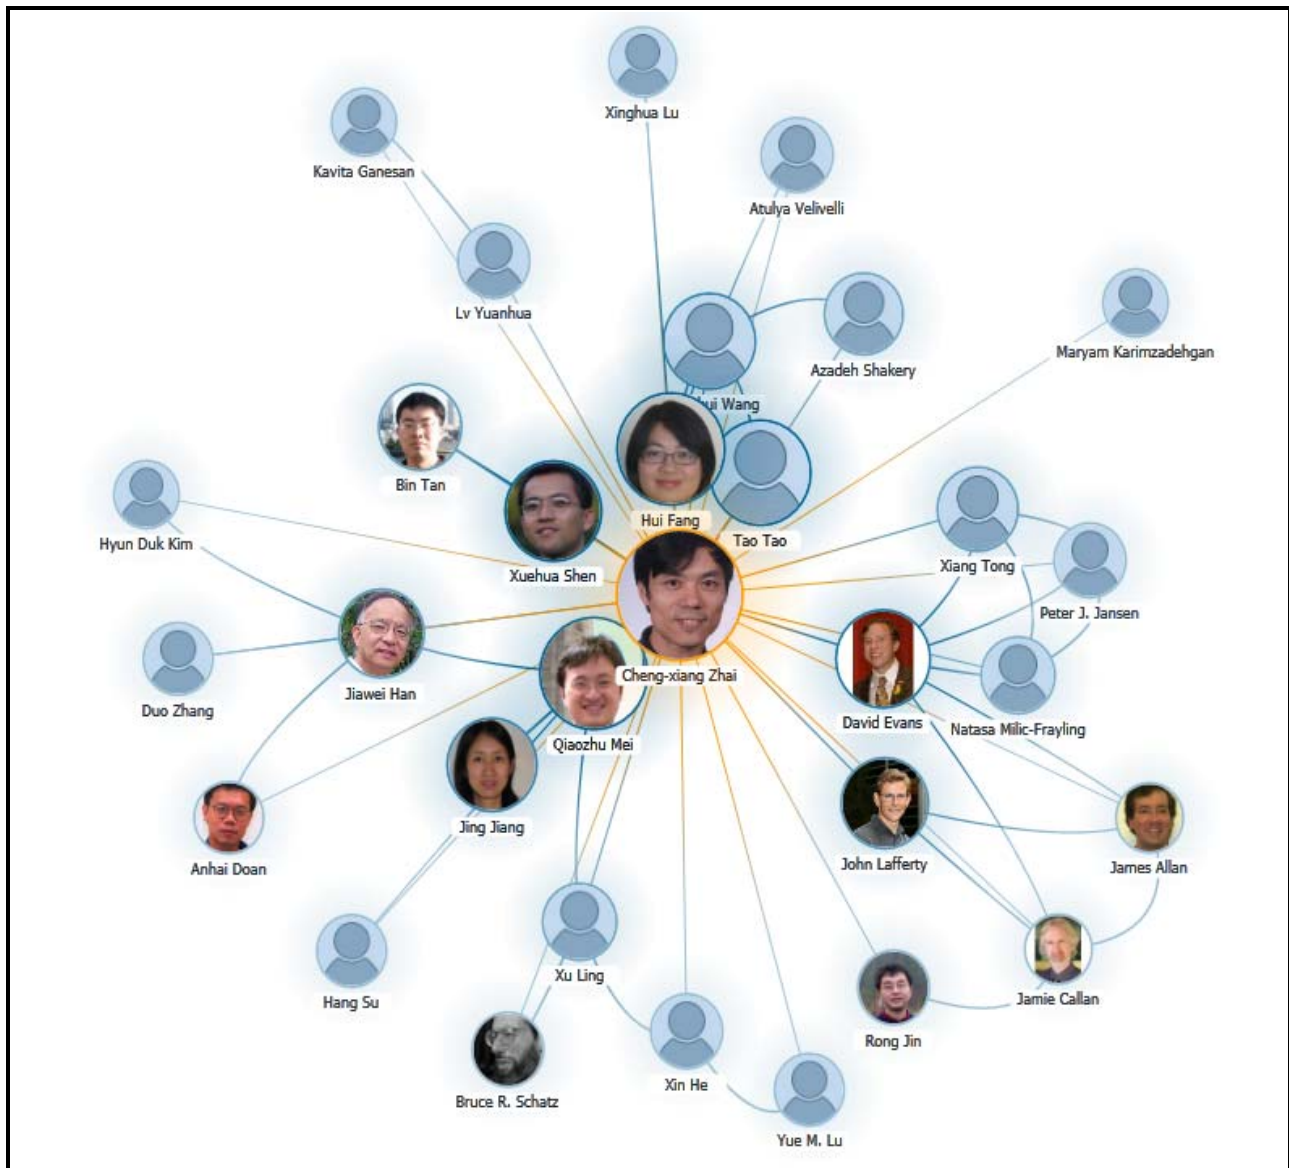 Xinghua Lu
Kavita Ganesan
Atulya Velivelli
Lv Yuanhua
Maryam Karimzadehgan
Azadeh Shakery
Wang
Bin Tan
Hui Fang
Tao Tao
Hyun Duk Kim
Xuehua Shen
Xiang Tong
Peter J. Jansen
Cheng-xiang Zhai
Jiawei Han
Duo Zhang
David Evans
Natasa Milic-Frayling
Qiaozhu Mei
Jing Jiang
John Lafferty
Anhai Doan
James Allan
Xu Ling
Hang Su
Jamie Callan
Rong Jin
Xin He
Bruce R. Schatz
Yue M. Lu